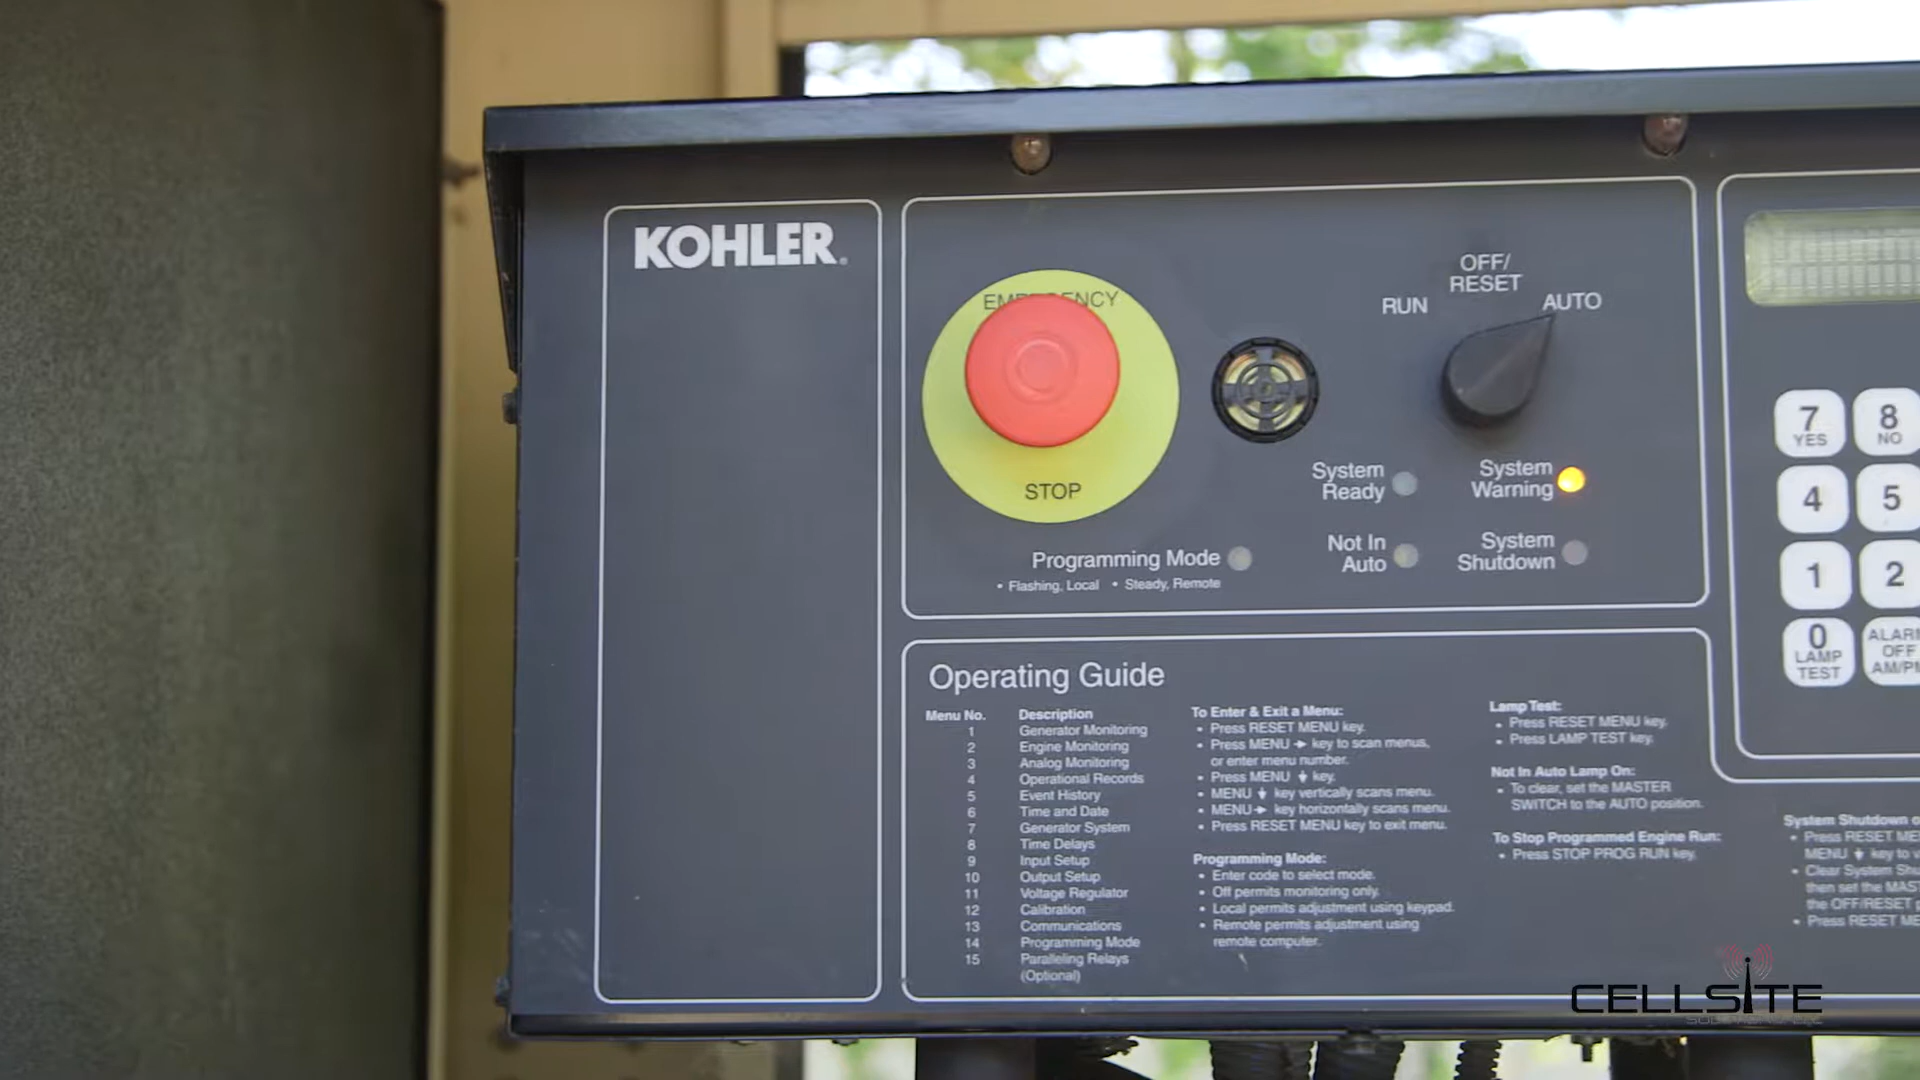 KOHLER®
EMERGENCY
STOP
Programming Mode
• Flashing, Local • Steady, Remote
RUN
OFF/
RESET
AUTO
System
Ready
System
Warning
Not In
Auto
System
Shutdown
7
YES
8
NO
4
5
1
2
0
LAMP
TEST
ALARM
OFF
AM/PM
Operating Guide
Menu No. Description
1 Generator Monitoring
2 Engine Monitoring
3 Analog Monitoring
4 Operational Records
5 Event History
6 Time and Date
7 Generator System
8 Time Delays
9 Input Setup
10 Output Setup
11 Voltage Regulator
12 Calibration
13 Communications
14 Programming Mode
15 Paralleling Relays
(Optional)
To Enter & Exit a Menu:
• Press RESET MENU key.
• Press MENU → key to scan menus,
or enter menu number.
• Press MENU ↓ key.
• MENU ↓ key vertically scans menu.
• MENU → key horizontally scans menu.
• Press RESET MENU key to exit menu.
Programming Mode:
• Enter code to select mode.
• Off permits monitoring only.
• Local permits adjustment using keypad.
• Remote permits adjustment using
remote computer.
Lamp Test:
• Press RESET MENU key.
• Press LAMP TEST key.
Not In Auto Lamp On:
• To clear, set the MASTER
SWITCH to the AUTO position.
To Stop Programmed Engine Run:
• Press STOP PROG RUN key.
System Shutdown
• Press RESET
MENU ↓ key to
• Clear System
then set the
the OFF/RESET
• Press RESET
CELLSITE